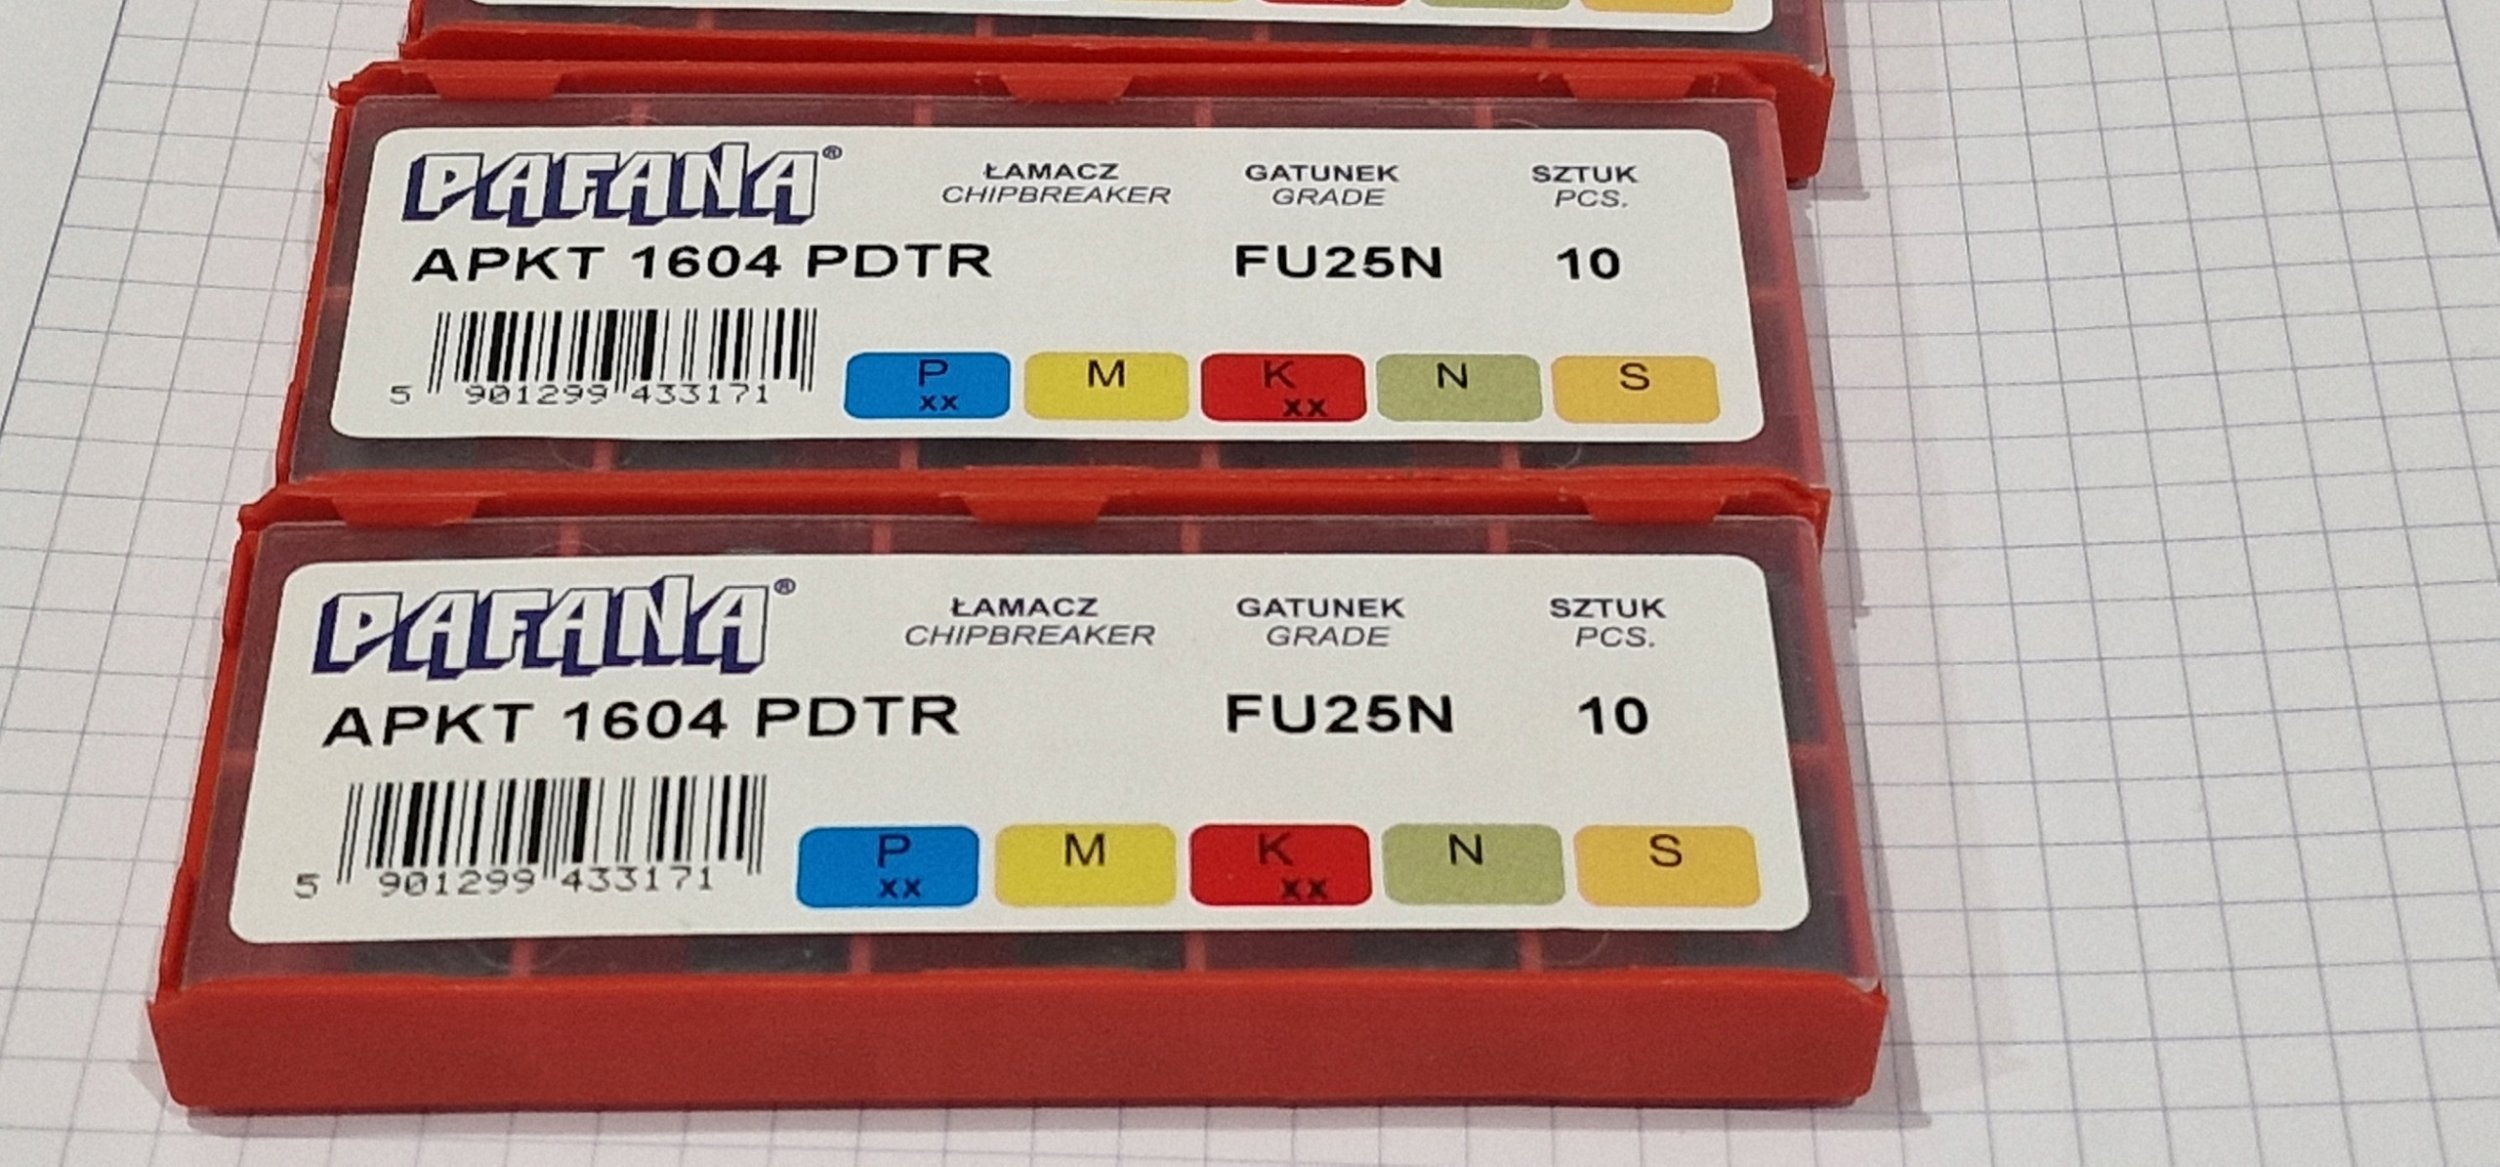 PAFANA®
ŁAMACZ GATUNEK SZTUK
CHIPBREAKER GRADE PCS.
APKT 1604 PDTR FU25N 10
P M K N S
xx xx
5 901299 433171
PAFANA®
ŁAMACZ GATUNEK SZTUK
CHIPBREAKER GRADE PCS.
APKT 1604 PDTR FU25N 10
P M K N S
xx xx
5 901299 433171